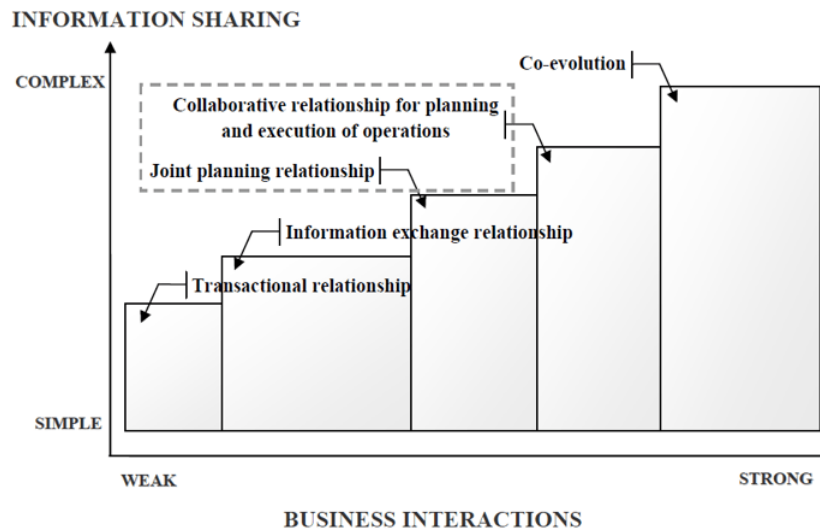 INFORMATION SHARING
COMPLEX
Co-evolution
Collaborative relationship for planning
and execution of operations
Joint planning relationship
Information exchange relationship
Transactional relationship
SIMPLE
WEAK
STRONG
BUSINESS INTERACTIONS